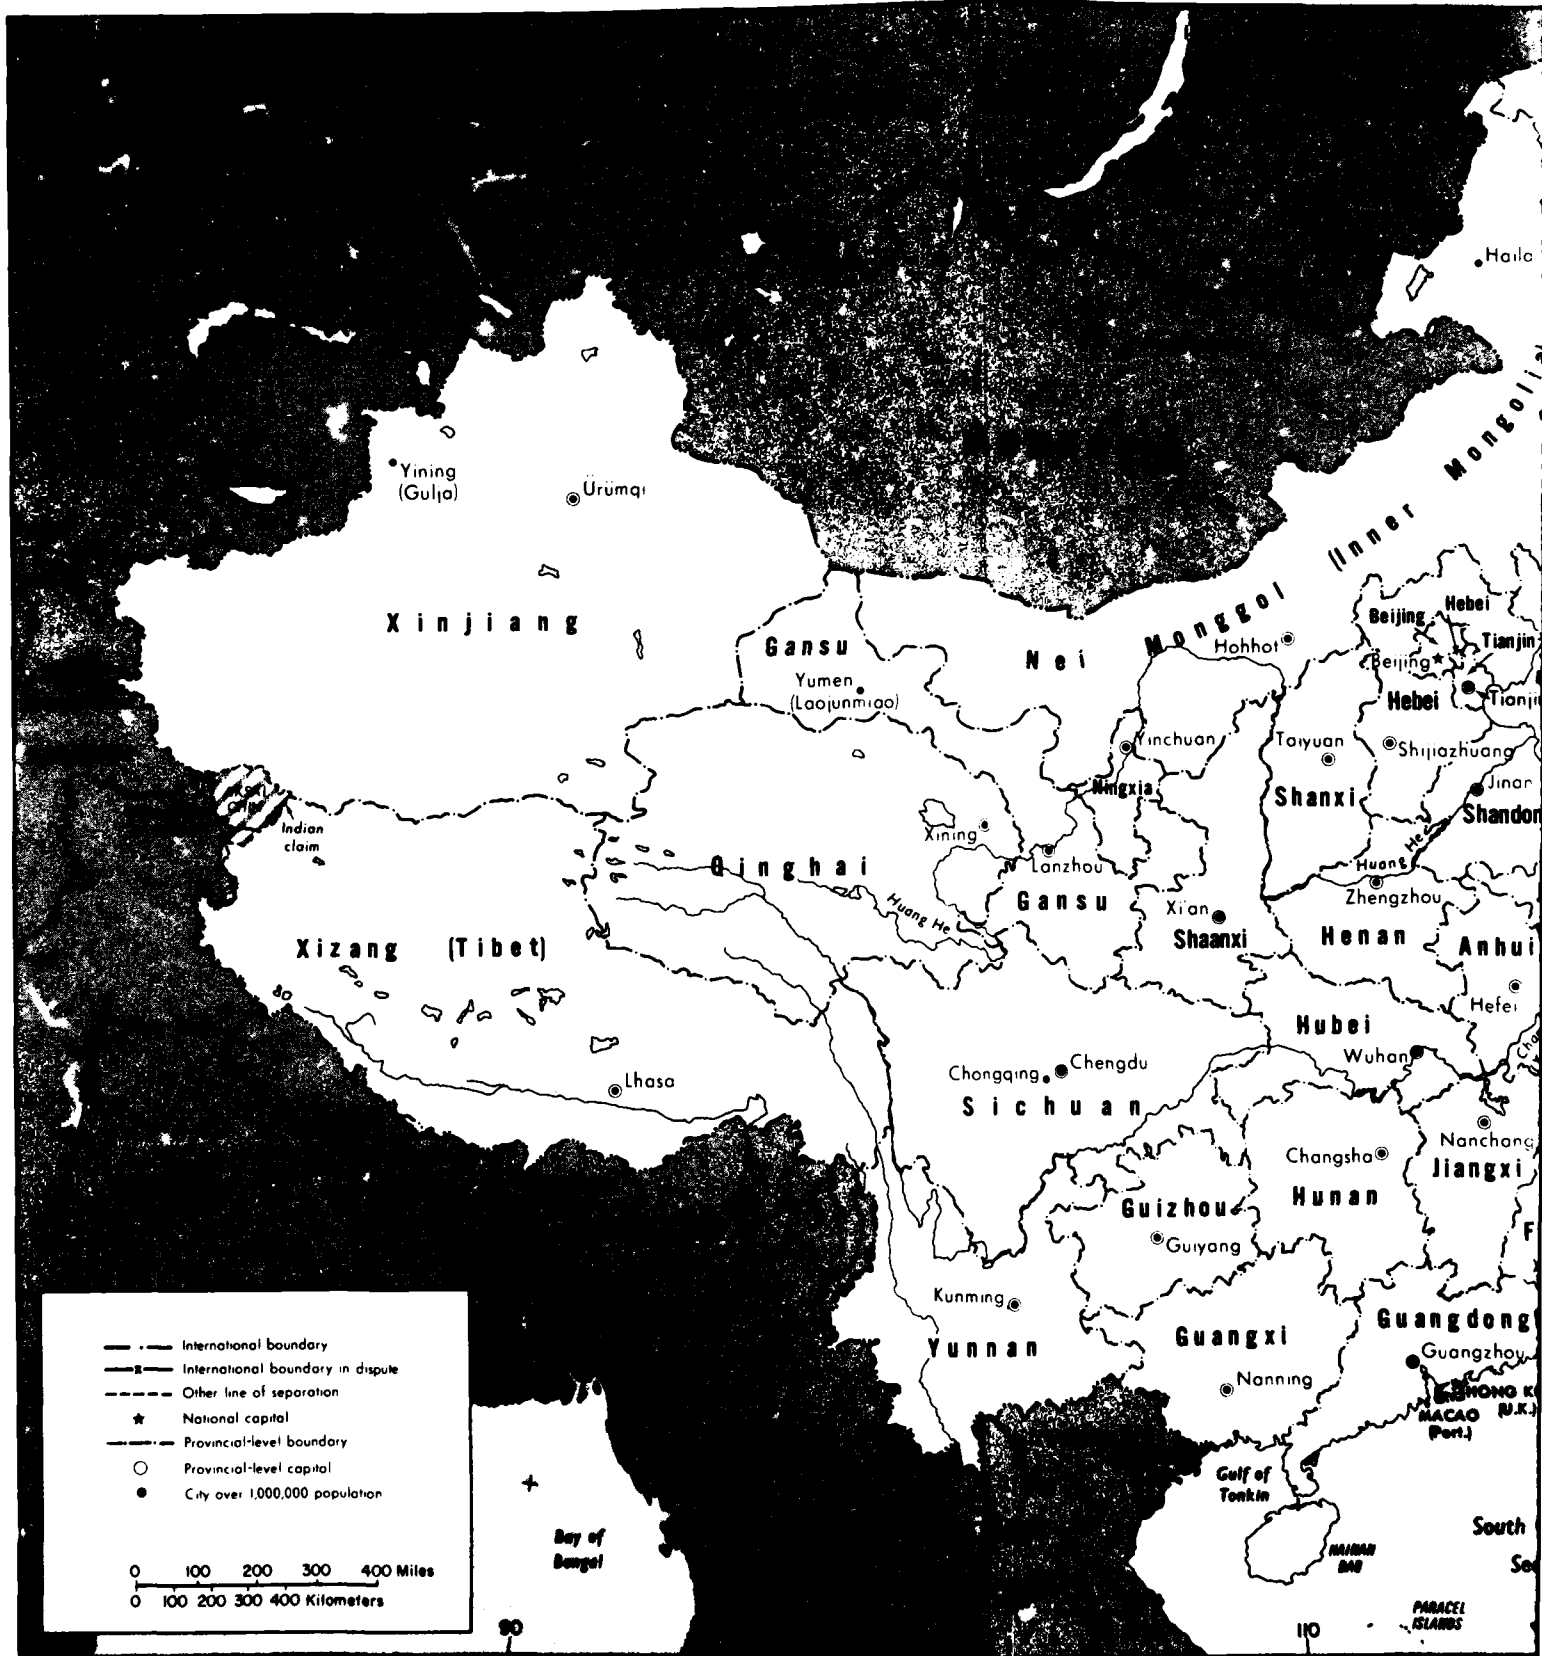 Haila
Yining
(Gulja)
Ürümqi
Xinjiang
Nei Monggol (Inner Mongolia
Gansu
Yumen
(Laojunmiao)
Hohhot
Beijing
Hebei
Tianjin
Beijing
Hebei
Tianjin
Yinchuan
Taiyuan
Shijiazhuang
Ningxia
Shanxi
Jinan
Shandon
Indian
claim
Xining
Qinghai
Lanzhou
Gansu
Huang He
Huang He
Zhengzhou
Xi'an
Shaanxi
Henan
Anhui
Xizang (Tibet)
80
Hefei
Hubei
Wuhan
Chengdu
Chongqing
Sichuan
Lhasa
Nanchang
Jiangxi
Changsha
Hunan
Guizhou
Guiyang
F
Kunming
Yunnan
Guangxi
Guangdong
Guangzhou
Nanning
HONG K
(U.K.)
MACAO
(Port.)
Gulf of
Tonkin
HAINAN
DAO
South
Sea
PARACEL
ISLANDS
Bay of
Bengal
90
110
International boundary
International boundary in dispute
Other line of separation
National capital
Provincial-level boundary
Provincial-level capital
City over 1,000,000 population
0 100 200 300 400 Miles
0 100 200 300 400 Kilometers